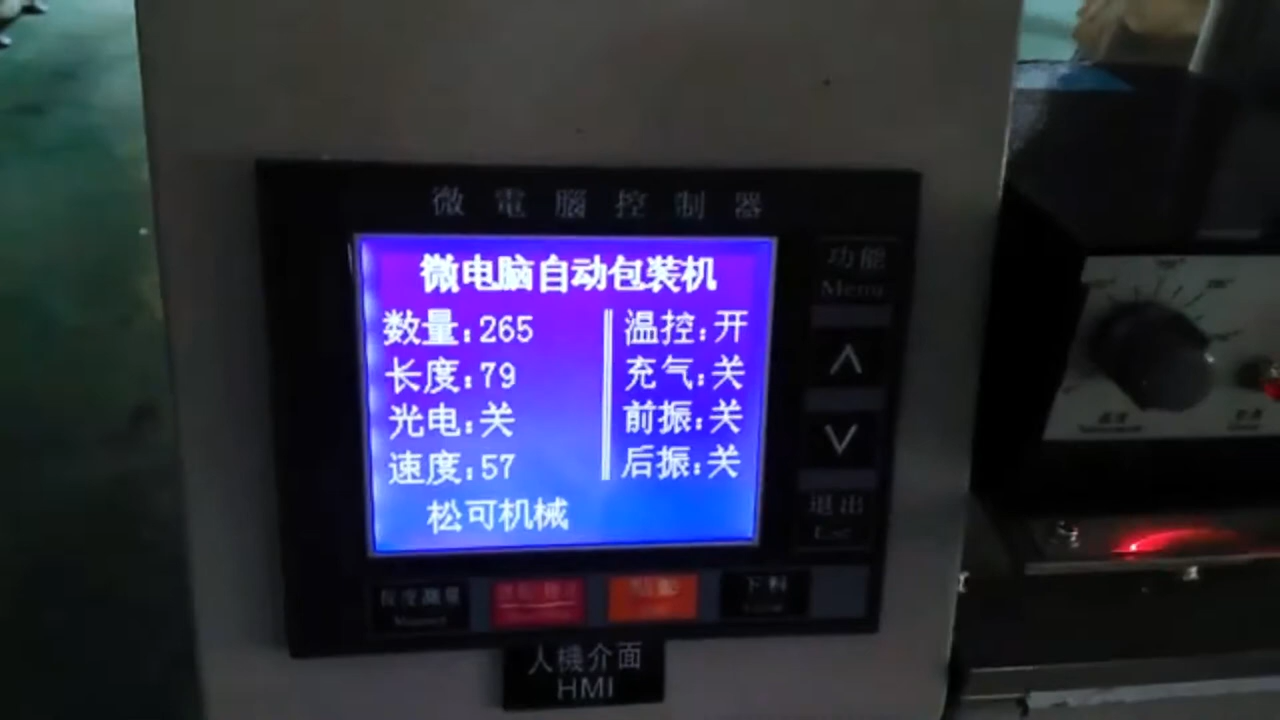 微電腦控制器
微电脑自动包装机
数量:265
温控:开
长度:79
充气:关
光电:关
前振:关
速度:57
后振:关
松可机械
功能
Menu
退出
下料
人機介面
HMI